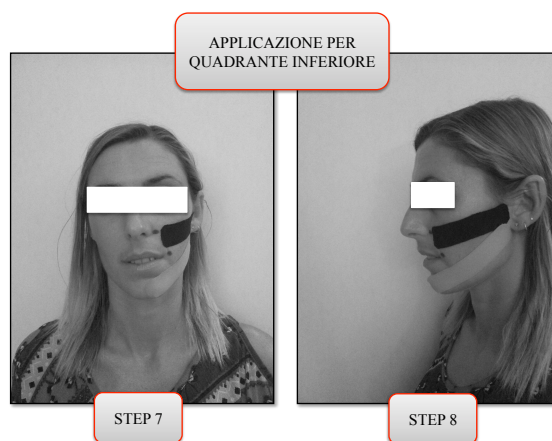 APPLICAZIONE PER
QUADRANTE INFERIORE
STEP 7
STEP 8